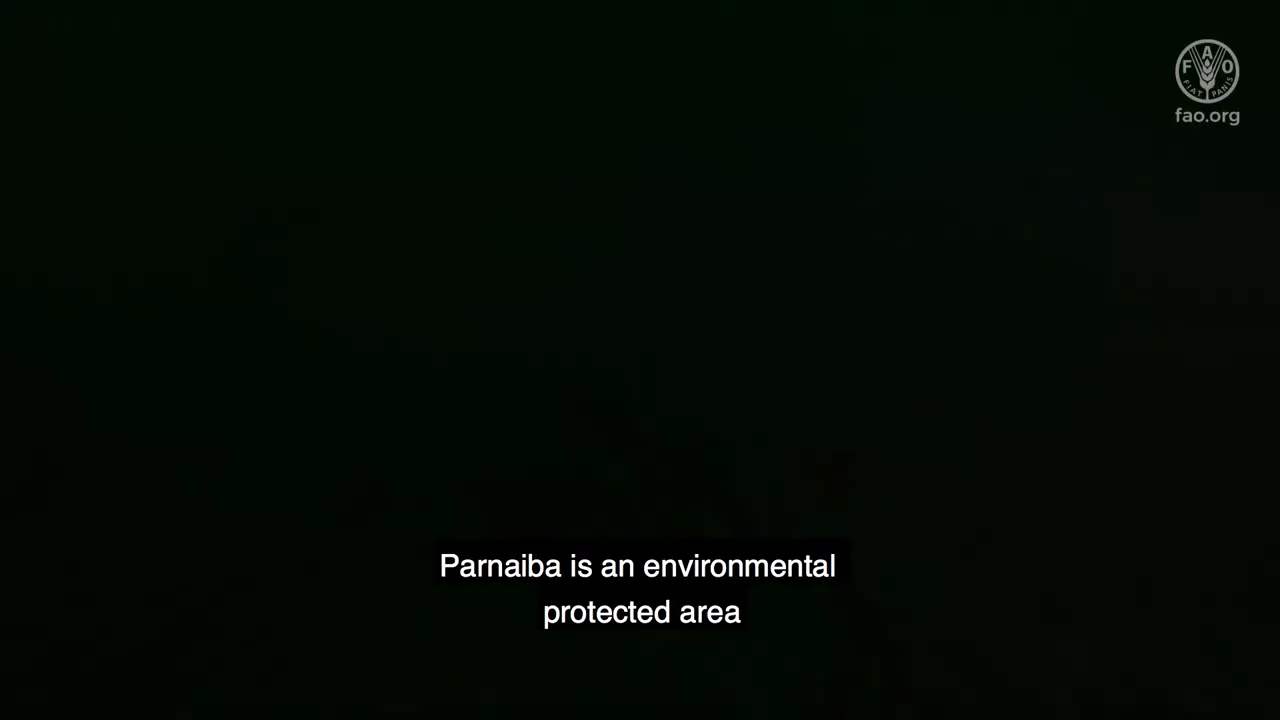 FAO
FIAT PANIS
fao.org
Parnaiba is an environmental
protected area